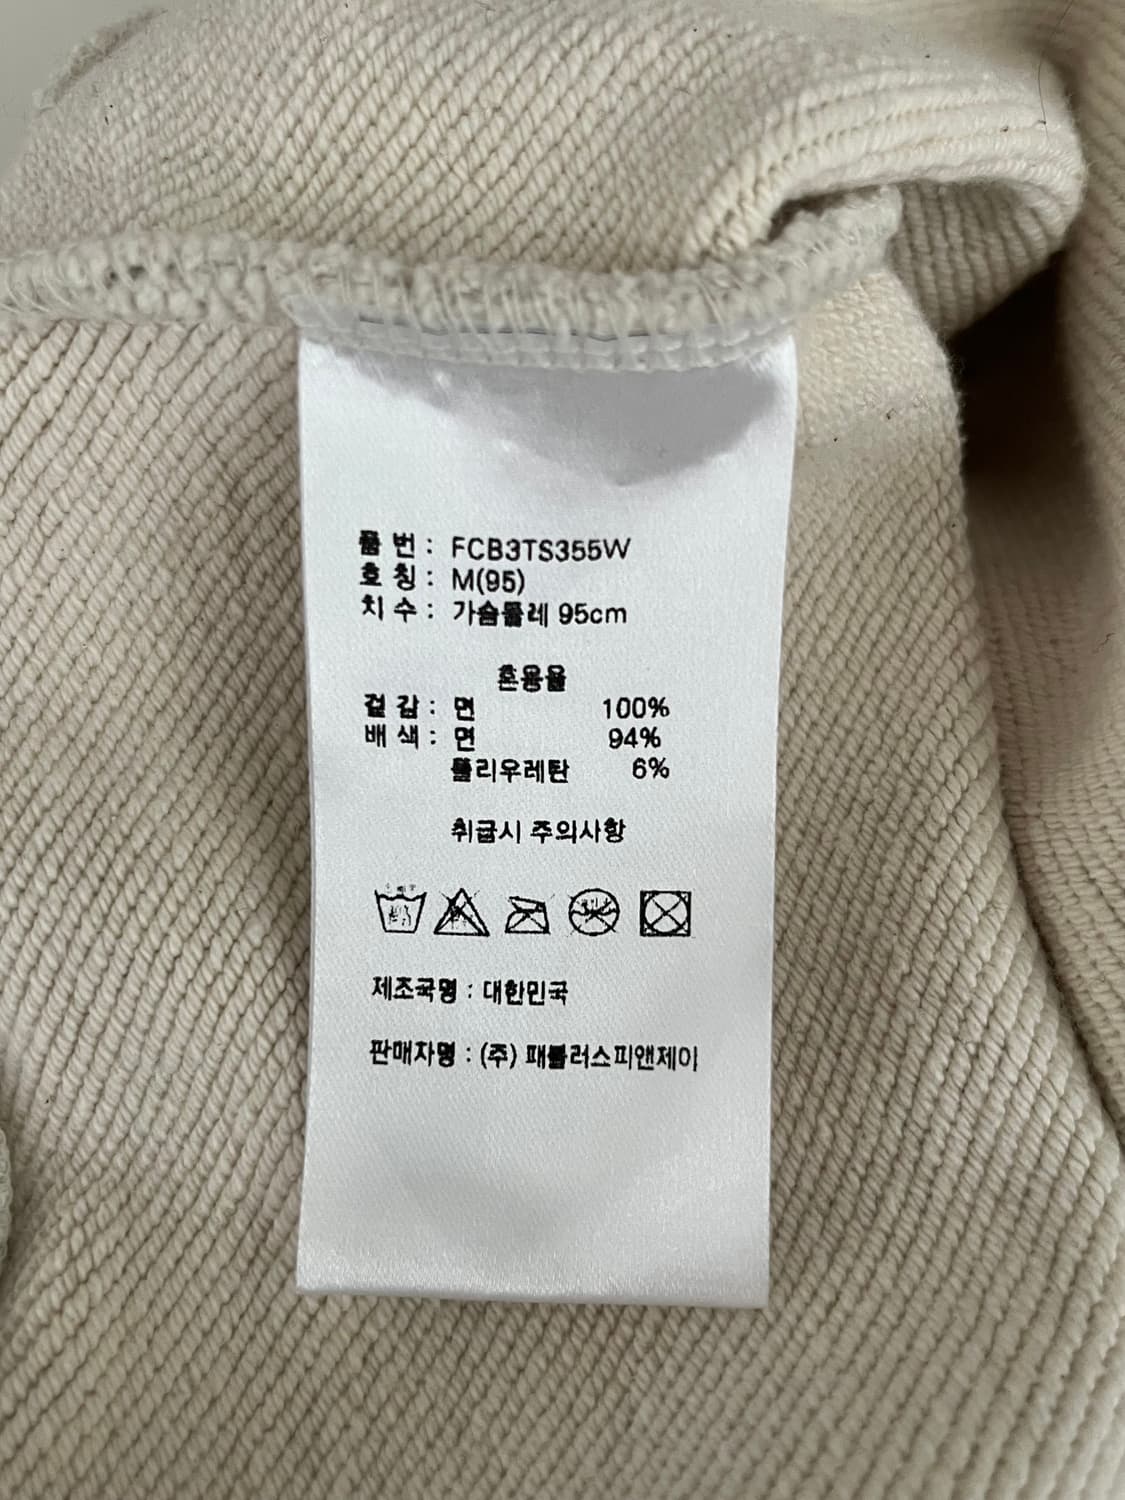 품 번 : FCB3TS355W
호 칭 : M(95)
치 수 : 가슴둘레 95cm
혼용율
겉 감 : 면 100%
배 색 : 면 94%
폴리우레탄 6%
취급시 주의사항
제조국명 : 대한민국
판매자명 : (주) 패블러스피앤제이